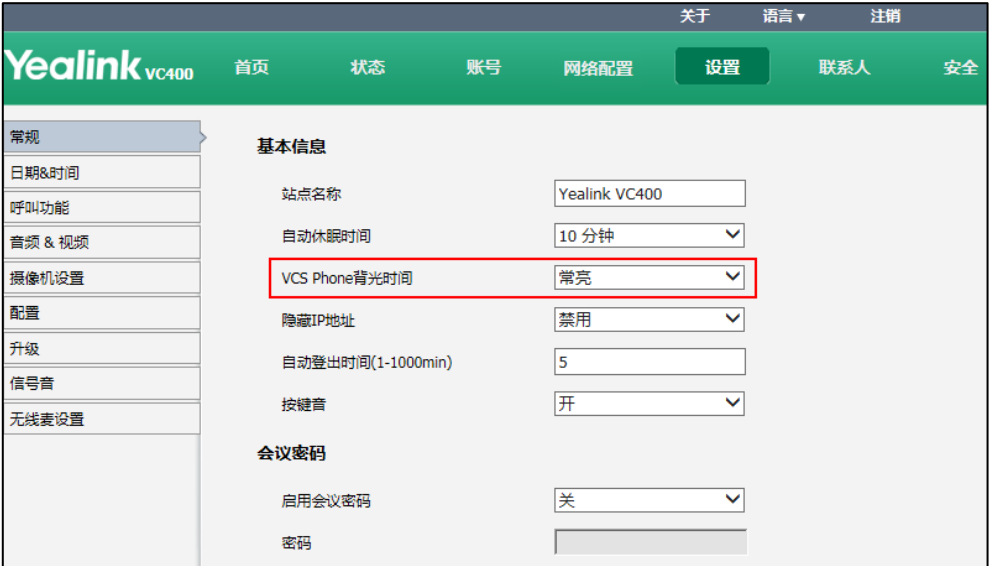 关于 语言▼ 注销
Yealink VC400 首页 状态 账号 网络配置 设置 联系人 安全
常规
日期&时间
呼叫功能
音频 & 视频
摄像机设置
配置
升级
信号音
无线麦设置
基本信息
站点名称 Yealink VC400
自动休眠时间 10 分钟
VCS Phone背光时间 常亮
隐藏IP地址 禁用
自动登出时间(1-1000min) 5
按键音 开
会议密码
启用会议密码 关
密码